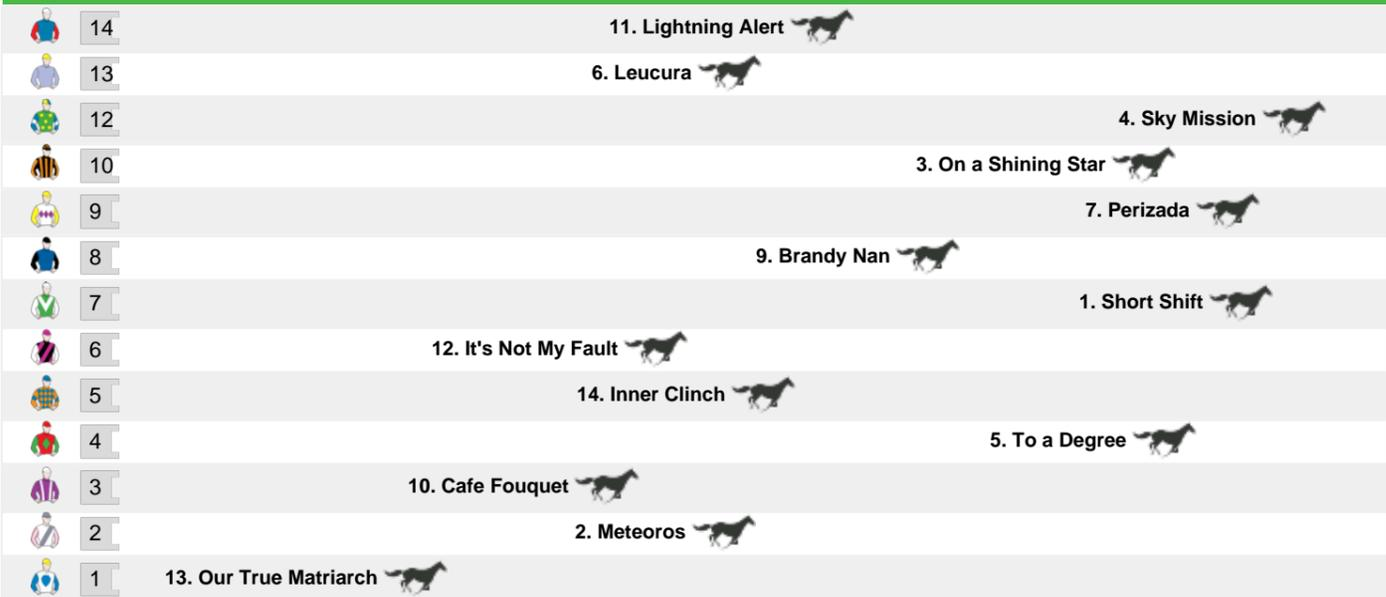 14 11. Lightning Alert
13 6. Leucura
12 4. Sky Mission
10 3. On a Shining Star
9 7. Perizada
8 9. Brandy Nan
7 1. Short Shift
6 12. It's Not My Fault
5 14. Inner Clinch
4 5. To a Degree
3 10. Cafe Fouquet
2 2. Meteoros
1 13. Our True Matriarch